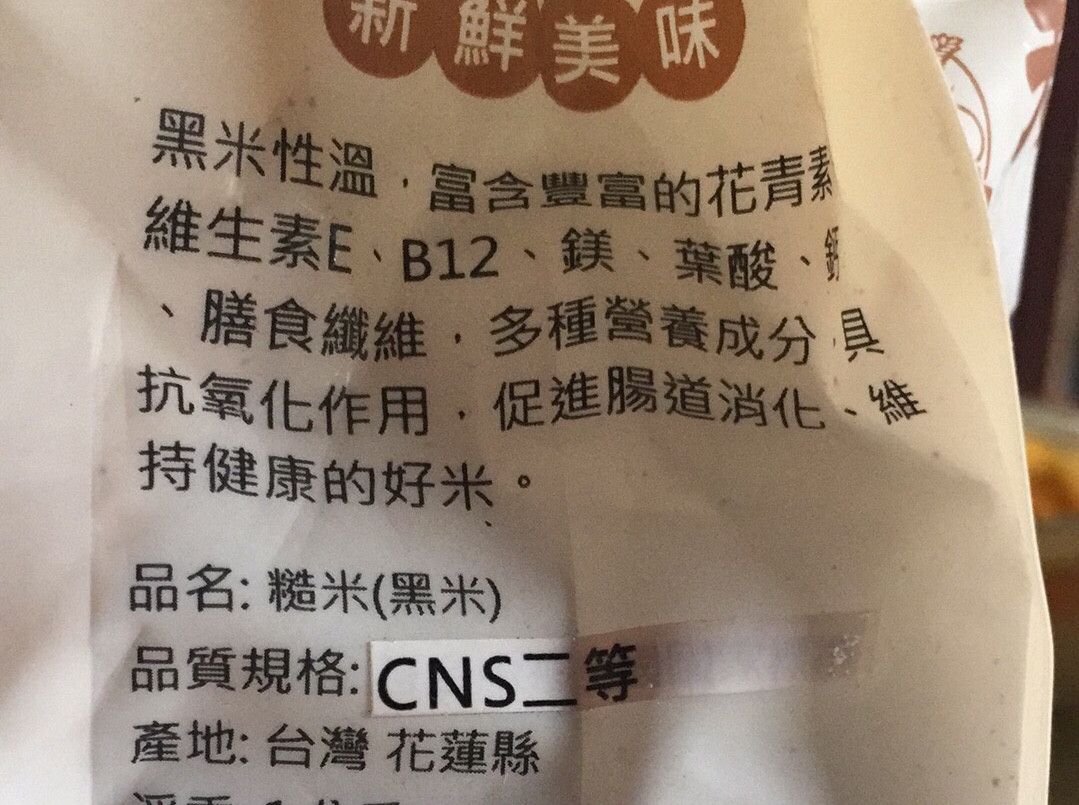 新鮮美味
黑米性溫，富含豐富的花青素
維生素E、B12、鎂、葉酸、
、膳食纖維，多種營養成分 具
抗氧化作用，促進腸道消化、維
持健康的好米。
品名: 糙米(黑米)
品質規格: CNS二等
產地: 台灣 花蓮縣